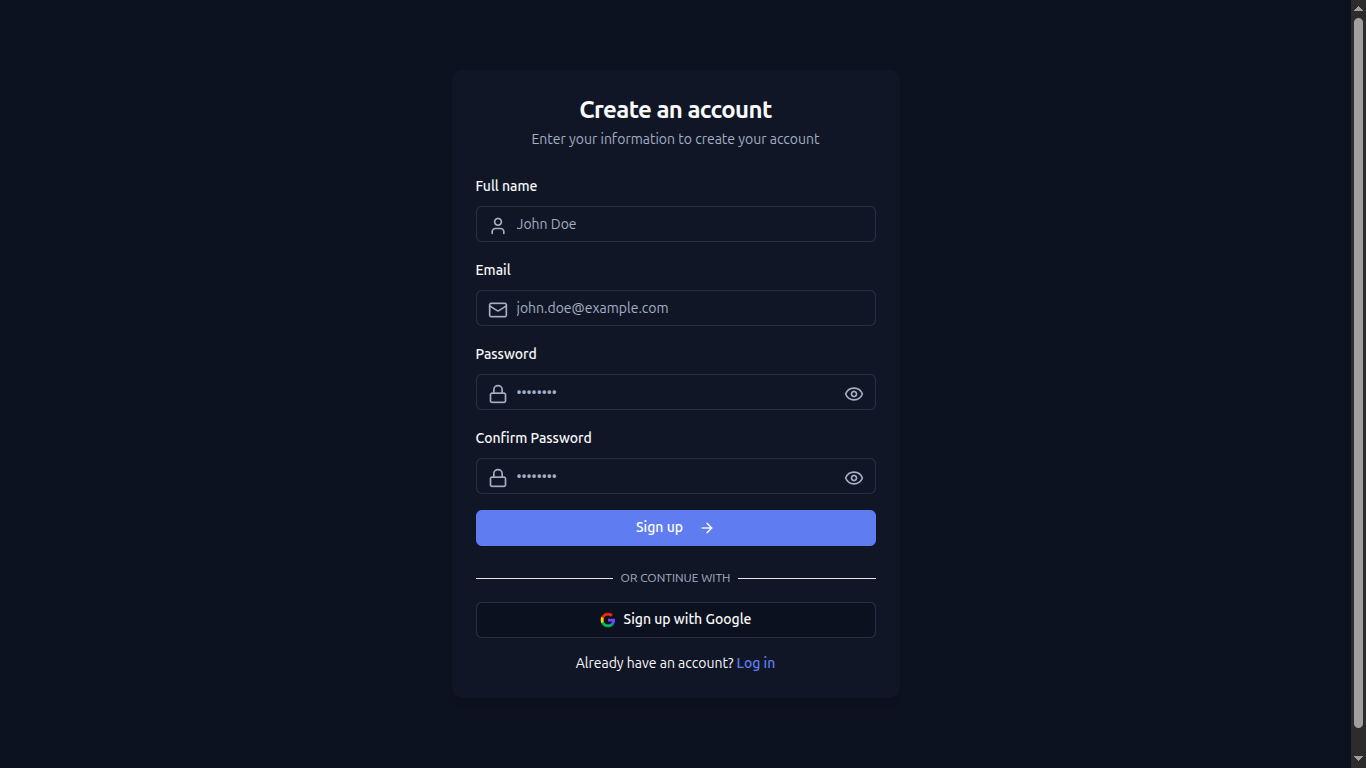 Create an account
Enter your information to create your account
Full name
John Doe
Email
john.doe@example.com
Password
••••••••
Confirm Password
••••••••
Sign up →
OR CONTINUE WITH
Sign up with Google
Already have an account? Log in